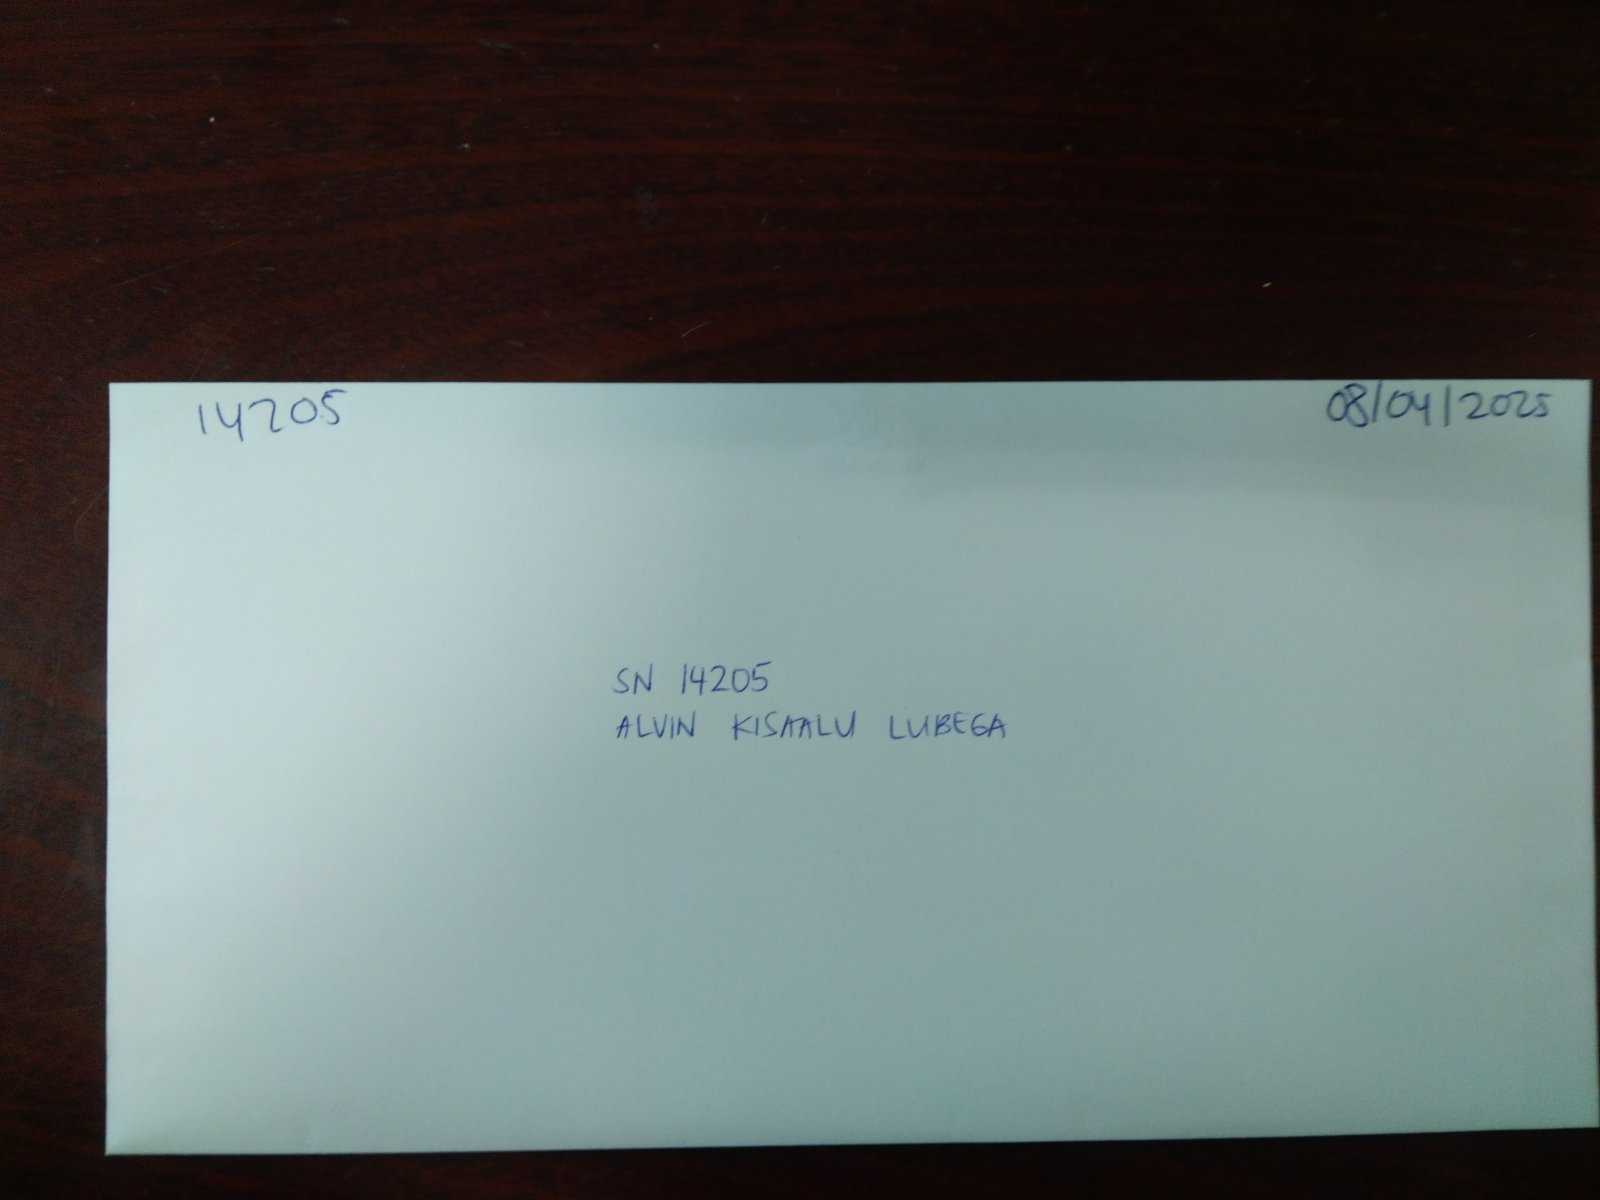 14205
08/04/2025
SN 14205
ALVIN KISAALU LUBEGA